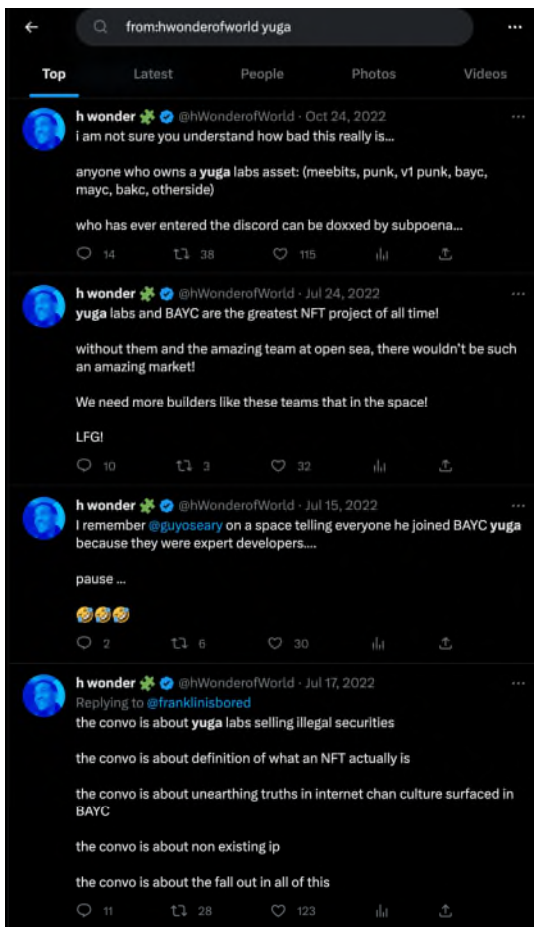 from:hwonderofworld yuga
Top Latest People Photos Videos
h wonder @hWonderofWorld · Oct 24, 2022
i am not sure you understand how bad this really is...
anyone who owns a yuga labs asset: (meebits, punk, v1 punk, bayc,
mayc, bakc, otherside)
who has ever entered the discord can be doxxed by subpoena...
14 38 115
h wonder @hWonderofWorld · Jul 24, 2022
yuga labs and BAYC are the greatest NFT project of all time!
without them and the amazing team at open sea, there wouldn't be such
an amazing market!
We need more builders like these teams that in the space!
LFG!
10 3 32
h wonder @hWonderofWorld · Jul 15, 2022
I remember @guyoseary on a space telling everyone he joined BAYC yuga
because they were expert developers....
pause ...
🤣🤣🤣
2 6 30
h wonder @hWonderofWorld · Jul 17, 2022
Replying to @franklinisbored
the convo is about yuga labs selling illegal securities
the convo is about definition of what an NFT actually is
the convo is about unearthing truths in internet chan culture surfaced in
BAYC
the convo is about non existing ip
the convo is about the fall out in all of this
11 28 123